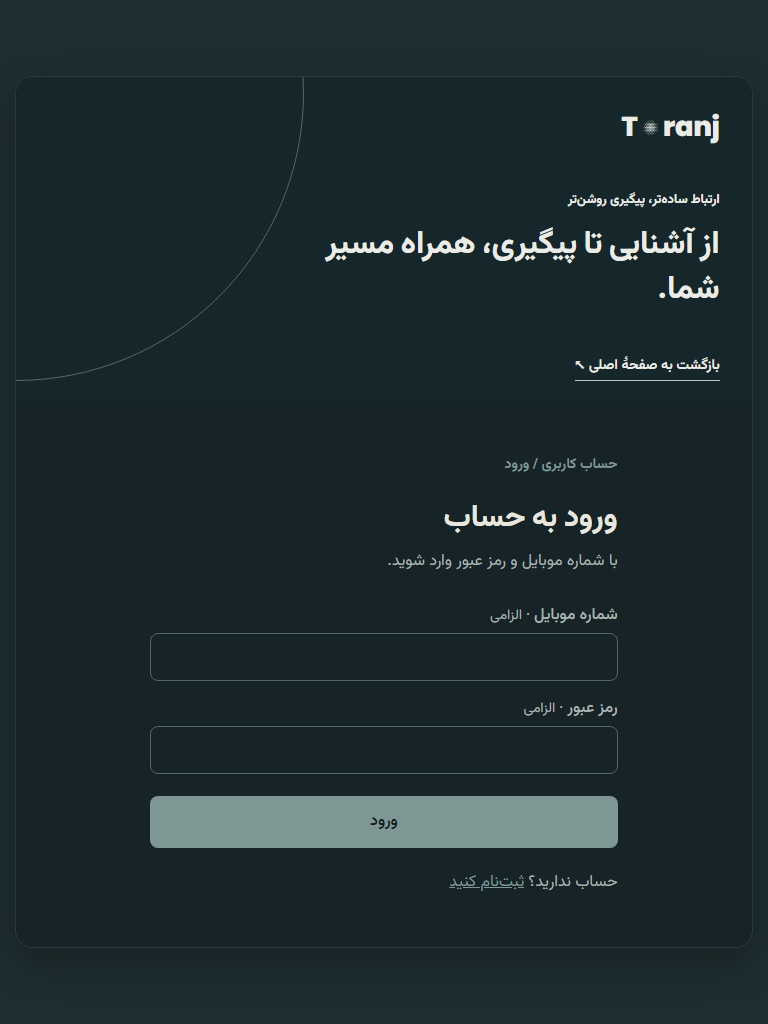 T ranj
ارتباط ساده‌تر، پیگیری روشن‌تر
از آشنایی تا پیگیری، همراه مسیر
شما.
بازگشت به صفحهٔ اصلی ↖
حساب کاربری / ورود
ورود به حساب
با شماره موبایل و رمز عبور وارد شوید.
شماره موبایل · الزامی
رمز عبور · الزامی
ورود
حساب ندارید؟ ثبت‌نام کنید